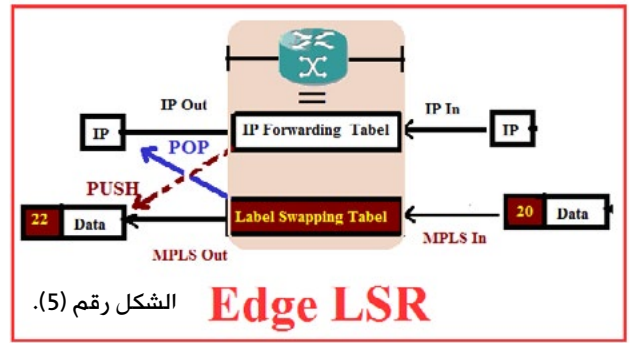 IP Out
IP In
IP
IP Forwarding Tabel
IP
POP
PUSH
22 Data
Label Swapping Tabel
20 Data
MPLS Out
MPLS In
Edge LSR
الشكل رقم (5).